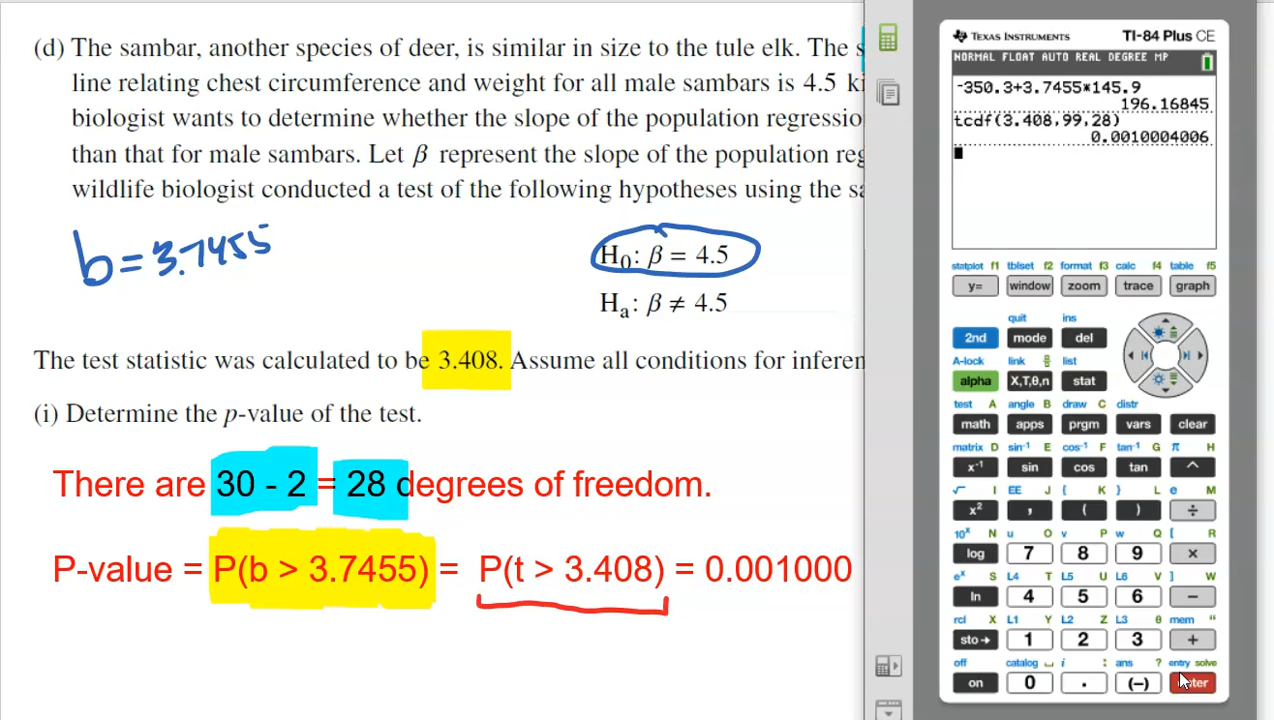 (d) The sambar, another species of deer, is similar in size to the tule elk. The
line relating chest circumference and weight for all male sambars is 4.5
biologist wants to determine whether the slope of the population
than that for male sambars. Let β represent the slope of the population
wildlife biologist conducted a test of the following hypotheses using the
b = 3.7455
H0: β = 4.5
Ha: β ≠ 4.5
The test statistic was calculated to be 3.408. Assume all conditions for
(i) Determine the p-value of the test.
There are 30 - 2 = 28 degrees of freedom.
P-value = P(b > 3.7455) = P(t > 3.408) = 0.001000
TEXAS INSTRUMENTS TI-84 Plus CE
NORMAL FLOAT AUTO REAL DEGREE MP
-350.3+3.7455*145.9
196.16845
tcdf(3.408,99,28)
0.0010004006
statplot f1 tblset f2 format f3 calc f4 table f5
y= window zoom trace graph
quit ins
2nd mode del
A-lock link list
alpha X,T,θ,n stat
test A angle B draw C distr
math apps prgm vars clear
matrix D sin-1 E cos-1 F tan-1 G π H
x-1 sin cos tan ^
√ I EE J { K } L e M
x2 , ( ) ÷
10x N u O v P w Q [ R
log 7 8 9 ×
ex S L4 T L5 U L6 V ] W
ln 4 5 6 −
rcl X L1 Y L2 Z L3 θ mem "
sto→ 1 2 3 +
off catalog i : ans ? entry solve
on 0 . (−) enter